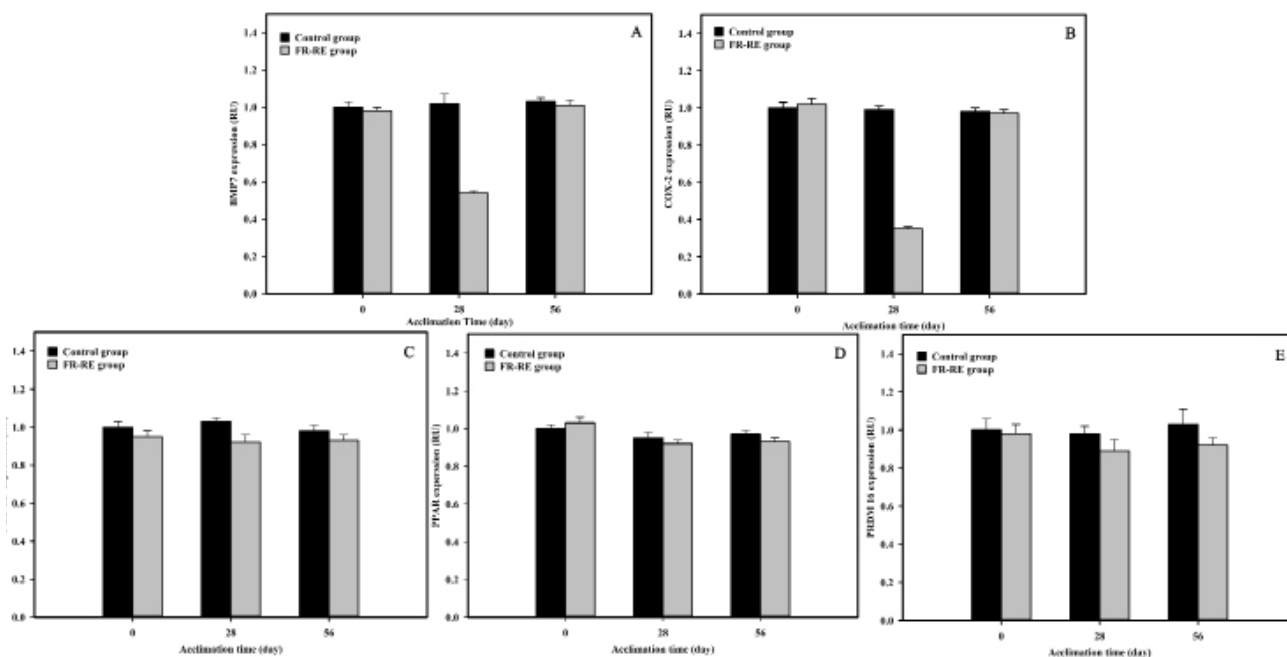 A
Control group
FR-RE group
BMP7 expression (RU)
1.4
1.2
1.0
0.8
0.6
0.4
0.2
0.0
0
28
56
Acclimation Time (day)
B
Control group
FR-RE group
COX-2 expression (RU)
1.4
1.2
1.0
0.8
0.6
0.4
0.2
0.0
0
28
56
Acclimation time (day)
C
Control group
FR-RE group
1.4
1.2
1.0
0.8
0.6
0.4
0.2
0.0
0
28
56
Acclimation time (day)
D
Control group
FR-RE group
PPAR experssion (RU)
1.4
1.2
1.0
0.8
0.6
0.4
0.2
0.0
0
28
56
Acclimation time (day)
E
Control group
FR-RE group
PRDM 16 expression (RU)
1.4
1.2
1.0
0.8
0.6
0.4
0.2
0.0
0
28
56
Acclimation time (day)